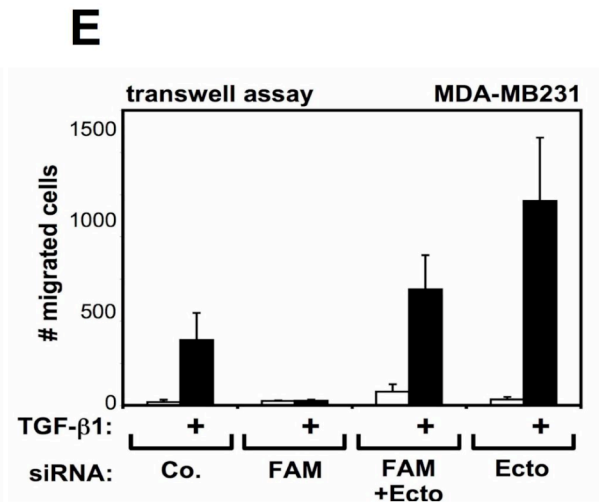 E
transwell assay MDA-MB231
# migrated cells
1500
1000
500
0
TGF-β1: + + + +
siRNA: Co. FAM FAM +Ecto Ecto